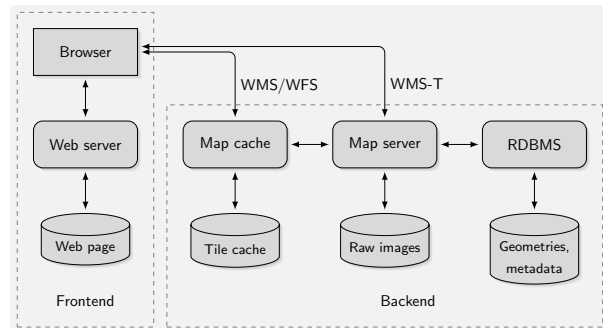 Browser
WMS/WFS
WMS-T
Web server
Map cache
Map server
RDBMS
Web page
Tile cache
Raw images
Geometries,
metadata
Frontend
Backend